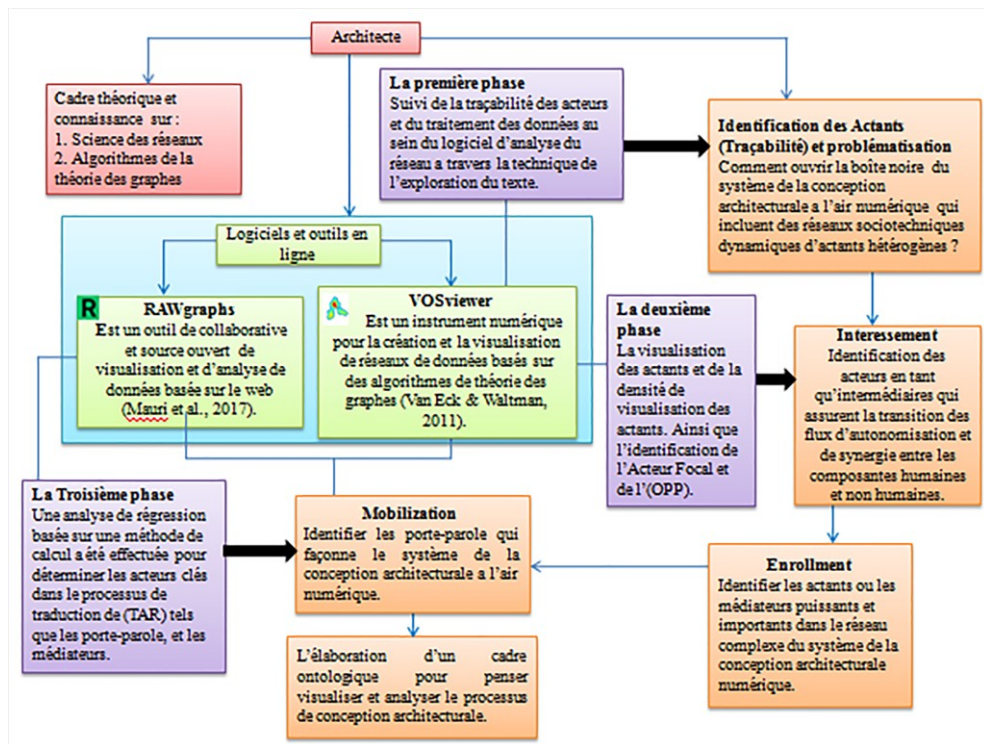 Architecte
Cadre théorique et
connaissance sur :
1. Science des réseaux
2. Algorithmes de la
théorie des graphes
La première phase
Suivi de la traçabilité des acteurs
et du traitement des données au
sein du logiciel d'analyse du
réseau a travers la technique de
l'exploration du texte.
Identification des Actants
(Traçabilité) et problématisation
Comment ouvrir la boîte noire du
système de la conception
architecturale a l'air numérique qui
incluent des réseaux sociotechniques
dynamiques d'actants hétérogènes ?
Logiciels et outils en
ligne
R
RAWgraphs
Est un outil de collaborative
et source ouvert de
visualisation et d'analyse de
données basée sur le web
(Mauri et al., 2017).
VOSviewer
Est un instrument numérique
pour la création et la visualisation
de réseaux de données basés sur
des algorithmes de théorie des
graphes (Van Eck & Waltman,
2011).
La deuxième
phase
La visualisation
des actants et de la
densité de
visualisation des
actants. Ainsi que
l'identification de
l'Acteur Focal et
de l'(OPP).
Interessement
Identification des
acteurs en tant
qu'intermédiaires qui
assurent la transition des
flux d'autonomisation et
de synergie entre les
composantes humaines
et non humaines.
La Troisième phase
Une analyse de régression
basée sur une méthode de
calcul a été effectuée pour
déterminer les acteurs clés
dans le processus de
traduction de (TAR) tels
que les porte-parole, et les
médiateurs.
Mobilization
Identifier les porte-parole qui
façonne le système de la
conception architecturale a l'air
numérique.
Enrollment
Identifier les actants ou les
médiateurs puissants et
importants dans le réseau
complexe du système de la
conception architecturale
numérique.
L'élaboration d'un cadre
ontologique pour penser
visualiser et analyser le processus
de conception architecturale.